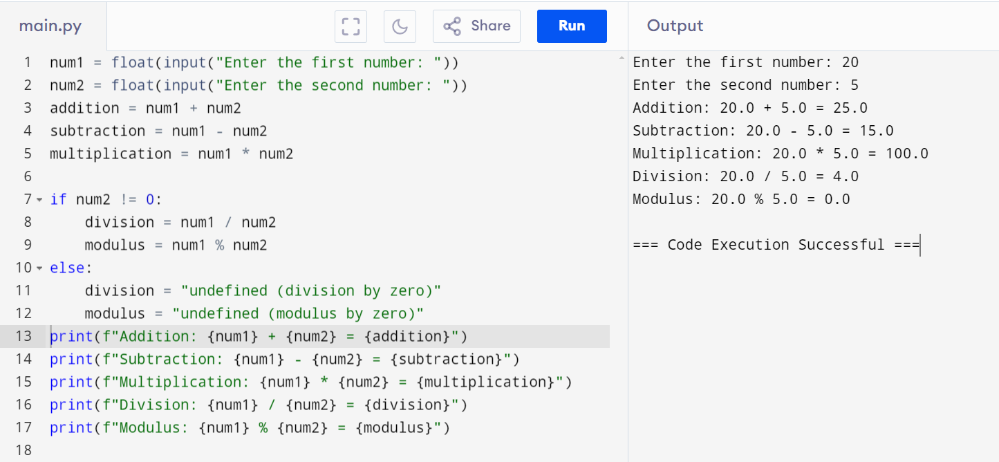 main.py
Share
Run
Output
1 num1 = float(input("Enter the first number: "))
2 num2 = float(input("Enter the second number: "))
3 addition = num1 + num2
4 subtraction = num1 - num2
5 multiplication = num1 * num2
6
7 if num2 != 0:
8     division = num1 / num2
9     modulus = num1 % num2
10 else:
11     division = "undefined (division by zero)"
12     modulus = "undefined (modulus by zero)"
13 print(f"Addition: {num1} + {num2} = {addition}")
14 print(f"Subtraction: {num1} - {num2} = {subtraction}")
15 print(f"Multiplication: {num1} * {num2} = {multiplication}")
16 print(f"Division: {num1} / {num2} = {division}")
17 print(f"Modulus: {num1} % {num2} = {modulus}")
18
Enter the first number: 20
Enter the second number: 5
Addition: 20.0 + 5.0 = 25.0
Subtraction: 20.0 - 5.0 = 15.0
Multiplication: 20.0 * 5.0 = 100.0
Division: 20.0 / 5.0 = 4.0
Modulus: 20.0 % 5.0 = 0.0
=== Code Execution Successful ===